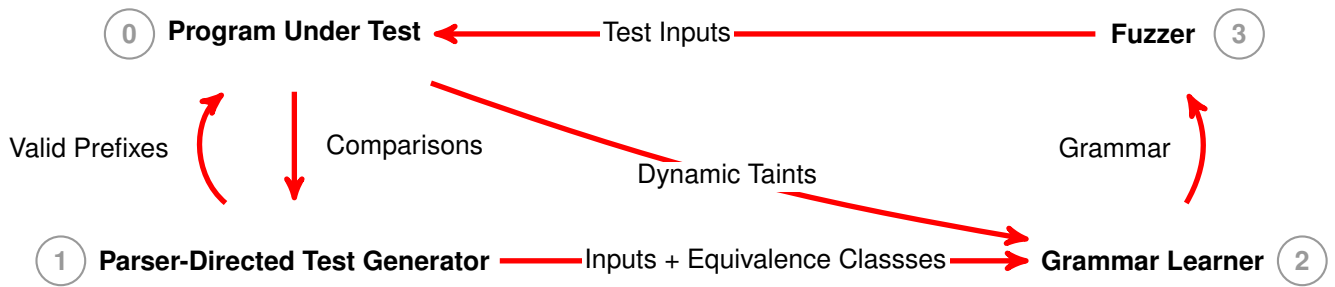 0 Program Under Test Test Inputs Fuzzer 3
Valid Prefixes Comparisons Grammar
Dynamic Taints
1 Parser-Directed Test Generator Inputs + Equivalence Classses Grammar Learner 2